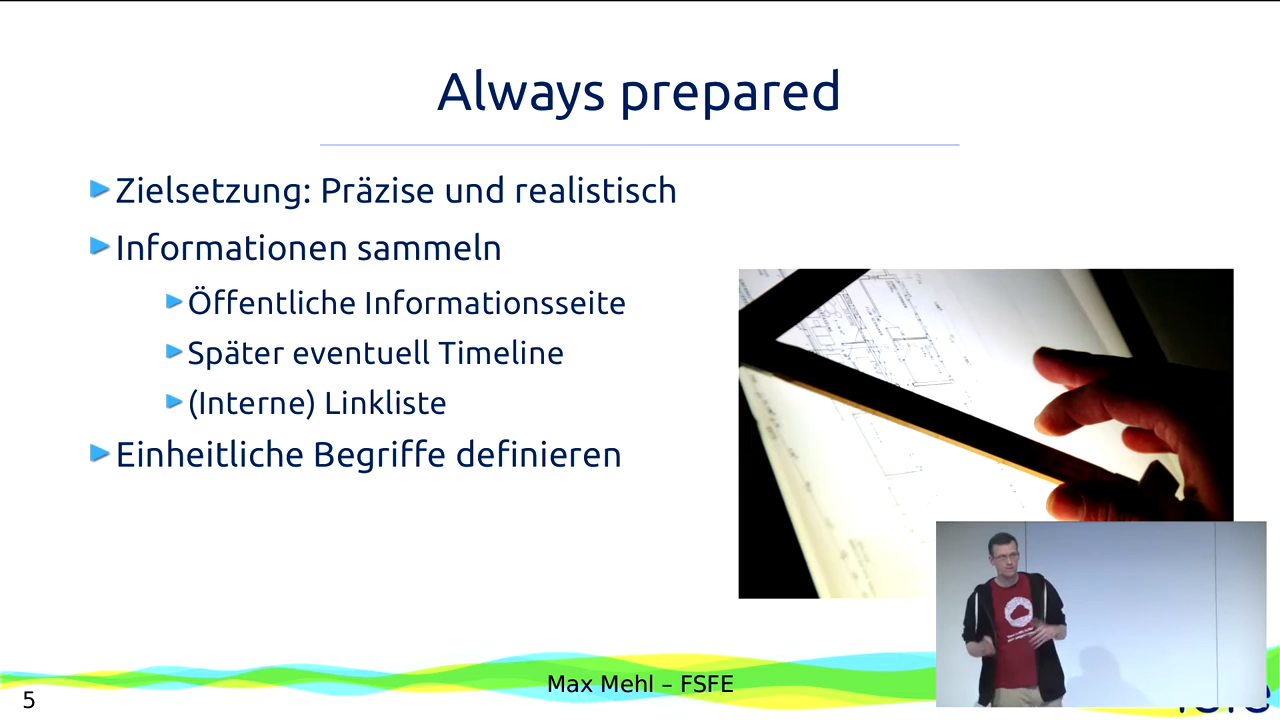 Always prepared
Zielsetzung: Präzise und realistisch
Informationen sammeln
Öffentliche Informationsseite
Später eventuell Timeline
(Interne) Linkliste
Einheitliche Begriffe definieren
Max Mehl – FSFE
5